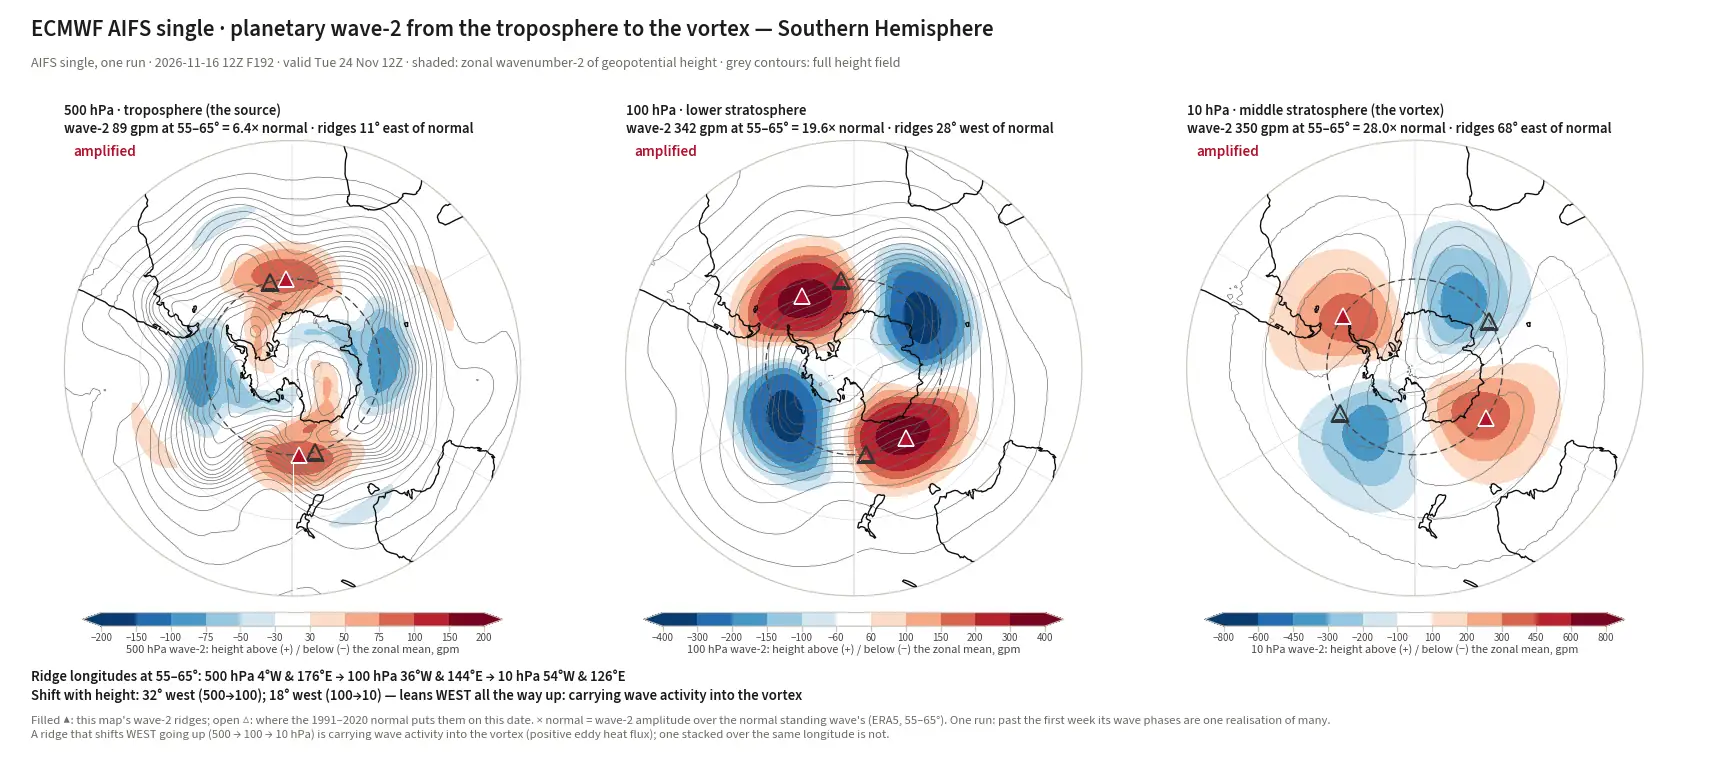 ECMWF AIFS single · planetary wave-2 from the troposphere to the vortex — Southern Hemisphere
AIFS single, one run · 2026-11-16 12Z F192 · valid Tue 24 Nov 12Z · shaded: zonal wavenumber-2 of geopotential height · grey contours: full height field
500 hPa · troposphere (the source)
wave-2 89 gpm at 55–65° = 6.4× normal · ridges 11° east of normal
amplified
100 hPa · lower stratosphere
wave-2 342 gpm at 55–65° = 19.6× normal · ridges 28° west of normal
amplified
10 hPa · middle stratosphere (the vortex)
wave-2 350 gpm at 55–65° = 28.0× normal · ridges 68° east of normal
amplified
−200 −150 −100 −75 −50 −30 30 50 75 100 150 200
500 hPa wave-2: height above (+) / below (−) the zonal mean, gpm
−400 −300 −200 −150 −100 −60 60 100 150 200 300 400
100 hPa wave-2: height above (+) / below (−) the zonal mean, gpm
−800 −600 −450 −300 −200 −100 100 200 300 450 600 800
10 hPa wave-2: height above (+) / below (−) the zonal mean, gpm
Ridge longitudes at 55–65°: 500 hPa 4°W & 176°E → 100 hPa 36°W & 144°E → 10 hPa 54°W & 126°E
Shift with height: 32° west (500→100); 18° west (100→10) — leans WEST all the way up: carrying wave activity into the vortex
Filled ▲: this map's wave-2 ridges; open △: where the 1991–2020 normal puts them on this date. × normal = wave-2 amplitude over the normal standing wave's (ERA5, 55–65°). One run: past the first week its wave phases are one realisation of many.
A ridge that shifts WEST going up (500 → 100 → 10 hPa) is carrying wave activity into the vortex (positive eddy heat flux); one stacked over the same longitude is not.